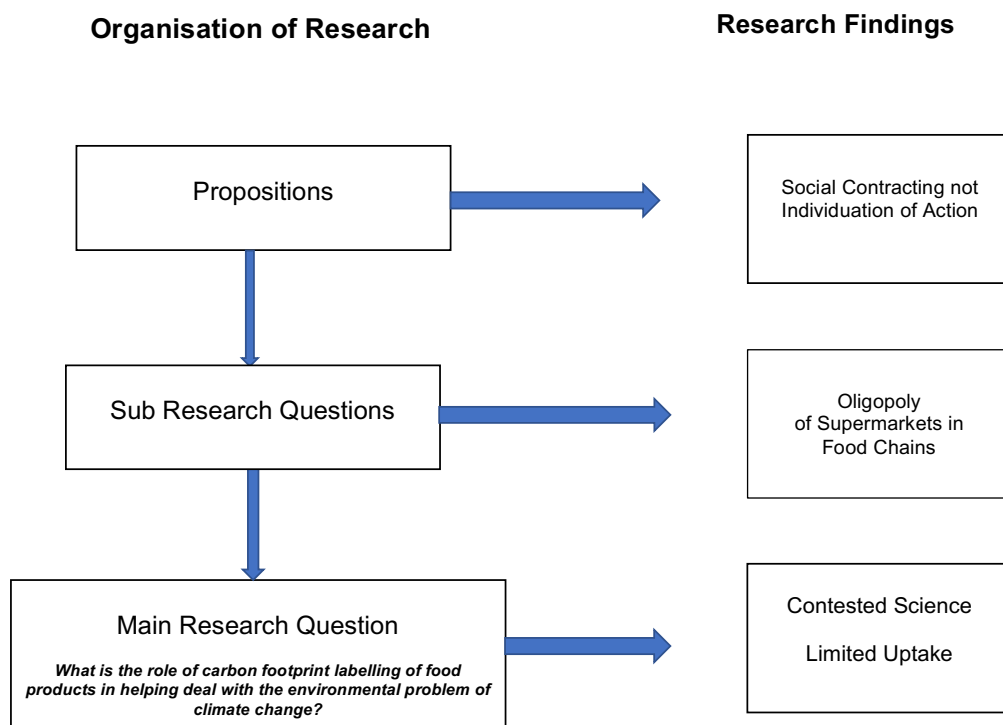 Organisation of Research
Research Findings
Propositions
Social Contracting not
Individuation of Action
Sub Research Questions
Oligopoly
of Supermarkets in
Food Chains
Main Research Question
What is the role of carbon footprint labelling of food
products in helping deal with the environmental problem of
climate change?
Contested Science
Limited Uptake